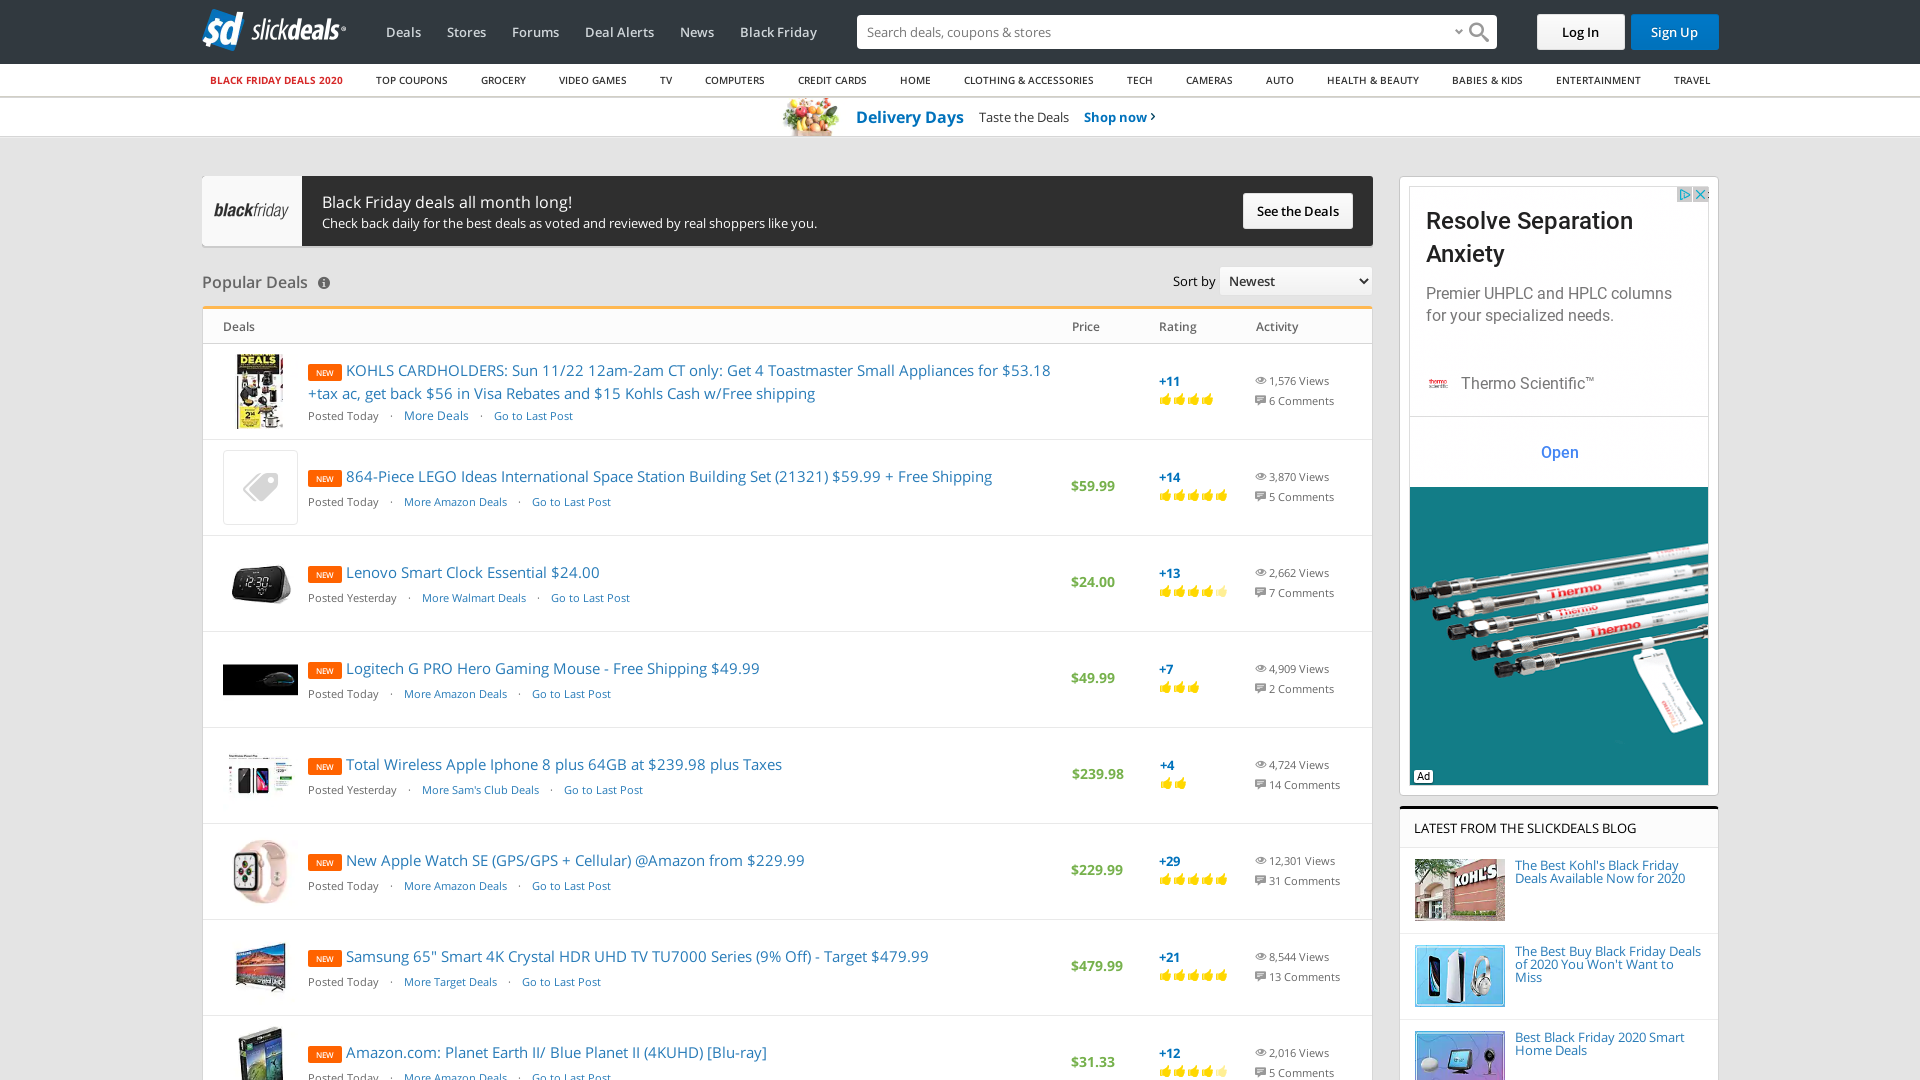 slickdeals
Deals
Stores
Forums
Deal Alerts
News
Black Friday
Search deals, coupons & stores
Log In
Sign Up
BLACK FRIDAY DEALS 2020
TOP COUPONS
GROCERY
VIDEO GAMES
TV
COMPUTERS
CREDIT CARDS
HOME
CLOTHING & ACCESSORIES
TECH
CAMERAS
AUTO
HEALTH & BEAUTY
BABIES & KIDS
ENTERTAINMENT
TRAVEL
Delivery Days Taste the Deals Shop now
blackfriday
Black Friday deals all month long!
Check back daily for the best deals as voted and reviewed by real shoppers like you.
See the Deals
Popular Deals
Sort by Newest
Deals Price Rating Activity
NEW KOHLS CARDHOLDERS: Sun 11/22 12am-2am CT only: Get 4 Toastmaster Small Appliances for $53.18
+tax ac, get back $56 in Visa Rebates and $15 Kohls Cash w/Free shipping
Posted Today · More Deals · Go to Last Post
+11
1,576 Views
6 Comments
NEW 864-Piece LEGO Ideas International Space Station Building Set (21321) $59.99 + Free Shipping
Posted Today · More Amazon Deals · Go to Last Post
$59.99
+14
3,870 Views
5 Comments
NEW Lenovo Smart Clock Essential $24.00
Posted Yesterday · More Walmart Deals · Go to Last Post
$24.00
+13
2,662 Views
7 Comments
NEW Logitech G PRO Hero Gaming Mouse - Free Shipping $49.99
Posted Today · More Amazon Deals · Go to Last Post
$49.99
+7
4,909 Views
2 Comments
NEW Total Wireless Apple Iphone 8 plus 64GB at $239.98 plus Taxes
Posted Yesterday · More Sam's Club Deals · Go to Last Post
$239.98
+4
4,724 Views
14 Comments
NEW New Apple Watch SE (GPS/GPS + Cellular) @Amazon from $229.99
Posted Today · More Amazon Deals · Go to Last Post
$229.99
+29
12,301 Views
31 Comments
NEW Samsung 65" Smart 4K Crystal HDR UHD TV TU7000 Series (9% Off) - Target $479.99
Posted Today · More Target Deals · Go to Last Post
$479.99
+21
8,544 Views
13 Comments
NEW Amazon.com: Planet Earth II/ Blue Planet II (4KUHD) [Blu-ray]
Posted Today · More Amazon Deals · Go to Last Post
$31.33
+12
2,016 Views
5 Comments
Resolve Separation
Anxiety
Premier UHPLC and HPLC columns
for your specialized needs.
Thermo Scientific™
Open
Thermo
Thermo
Ad
LATEST FROM THE SLICKDEALS BLOG
KOHL'S
The Best Kohl's Black Friday
Deals Available Now for 2020
The Best Buy Black Friday Deals
of 2020 You Won't Want to
Miss
Best Black Friday 2020 Smart
Home Deals